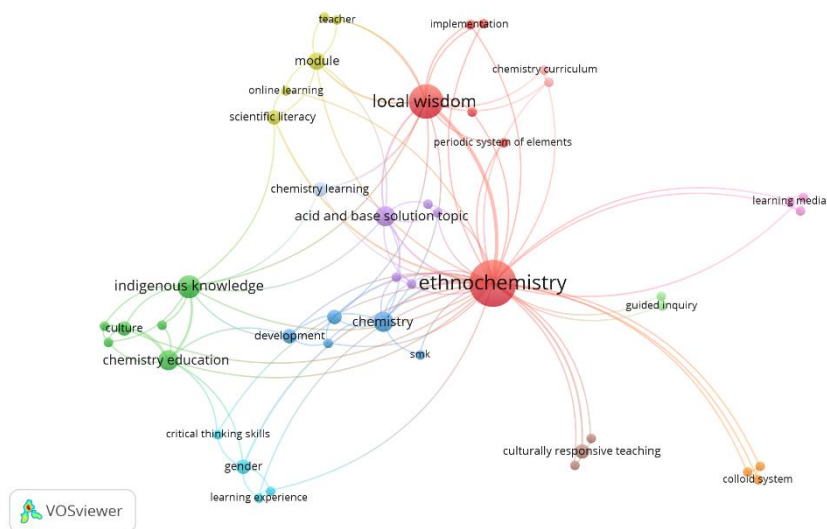 teacher
implementation
module
chemistry curriculum
online learning
local wisdom
scientific literacy
periodic system of elements
chemistry learning
learning media
acid and base solution topic
indigenous knowledge
ethnochemistry
guided inquiry
culture
development
chemistry
chemistry education
smk
critical thinking skills
culturally responsive teaching
gender
colloid system
learning experience
VOSviewer